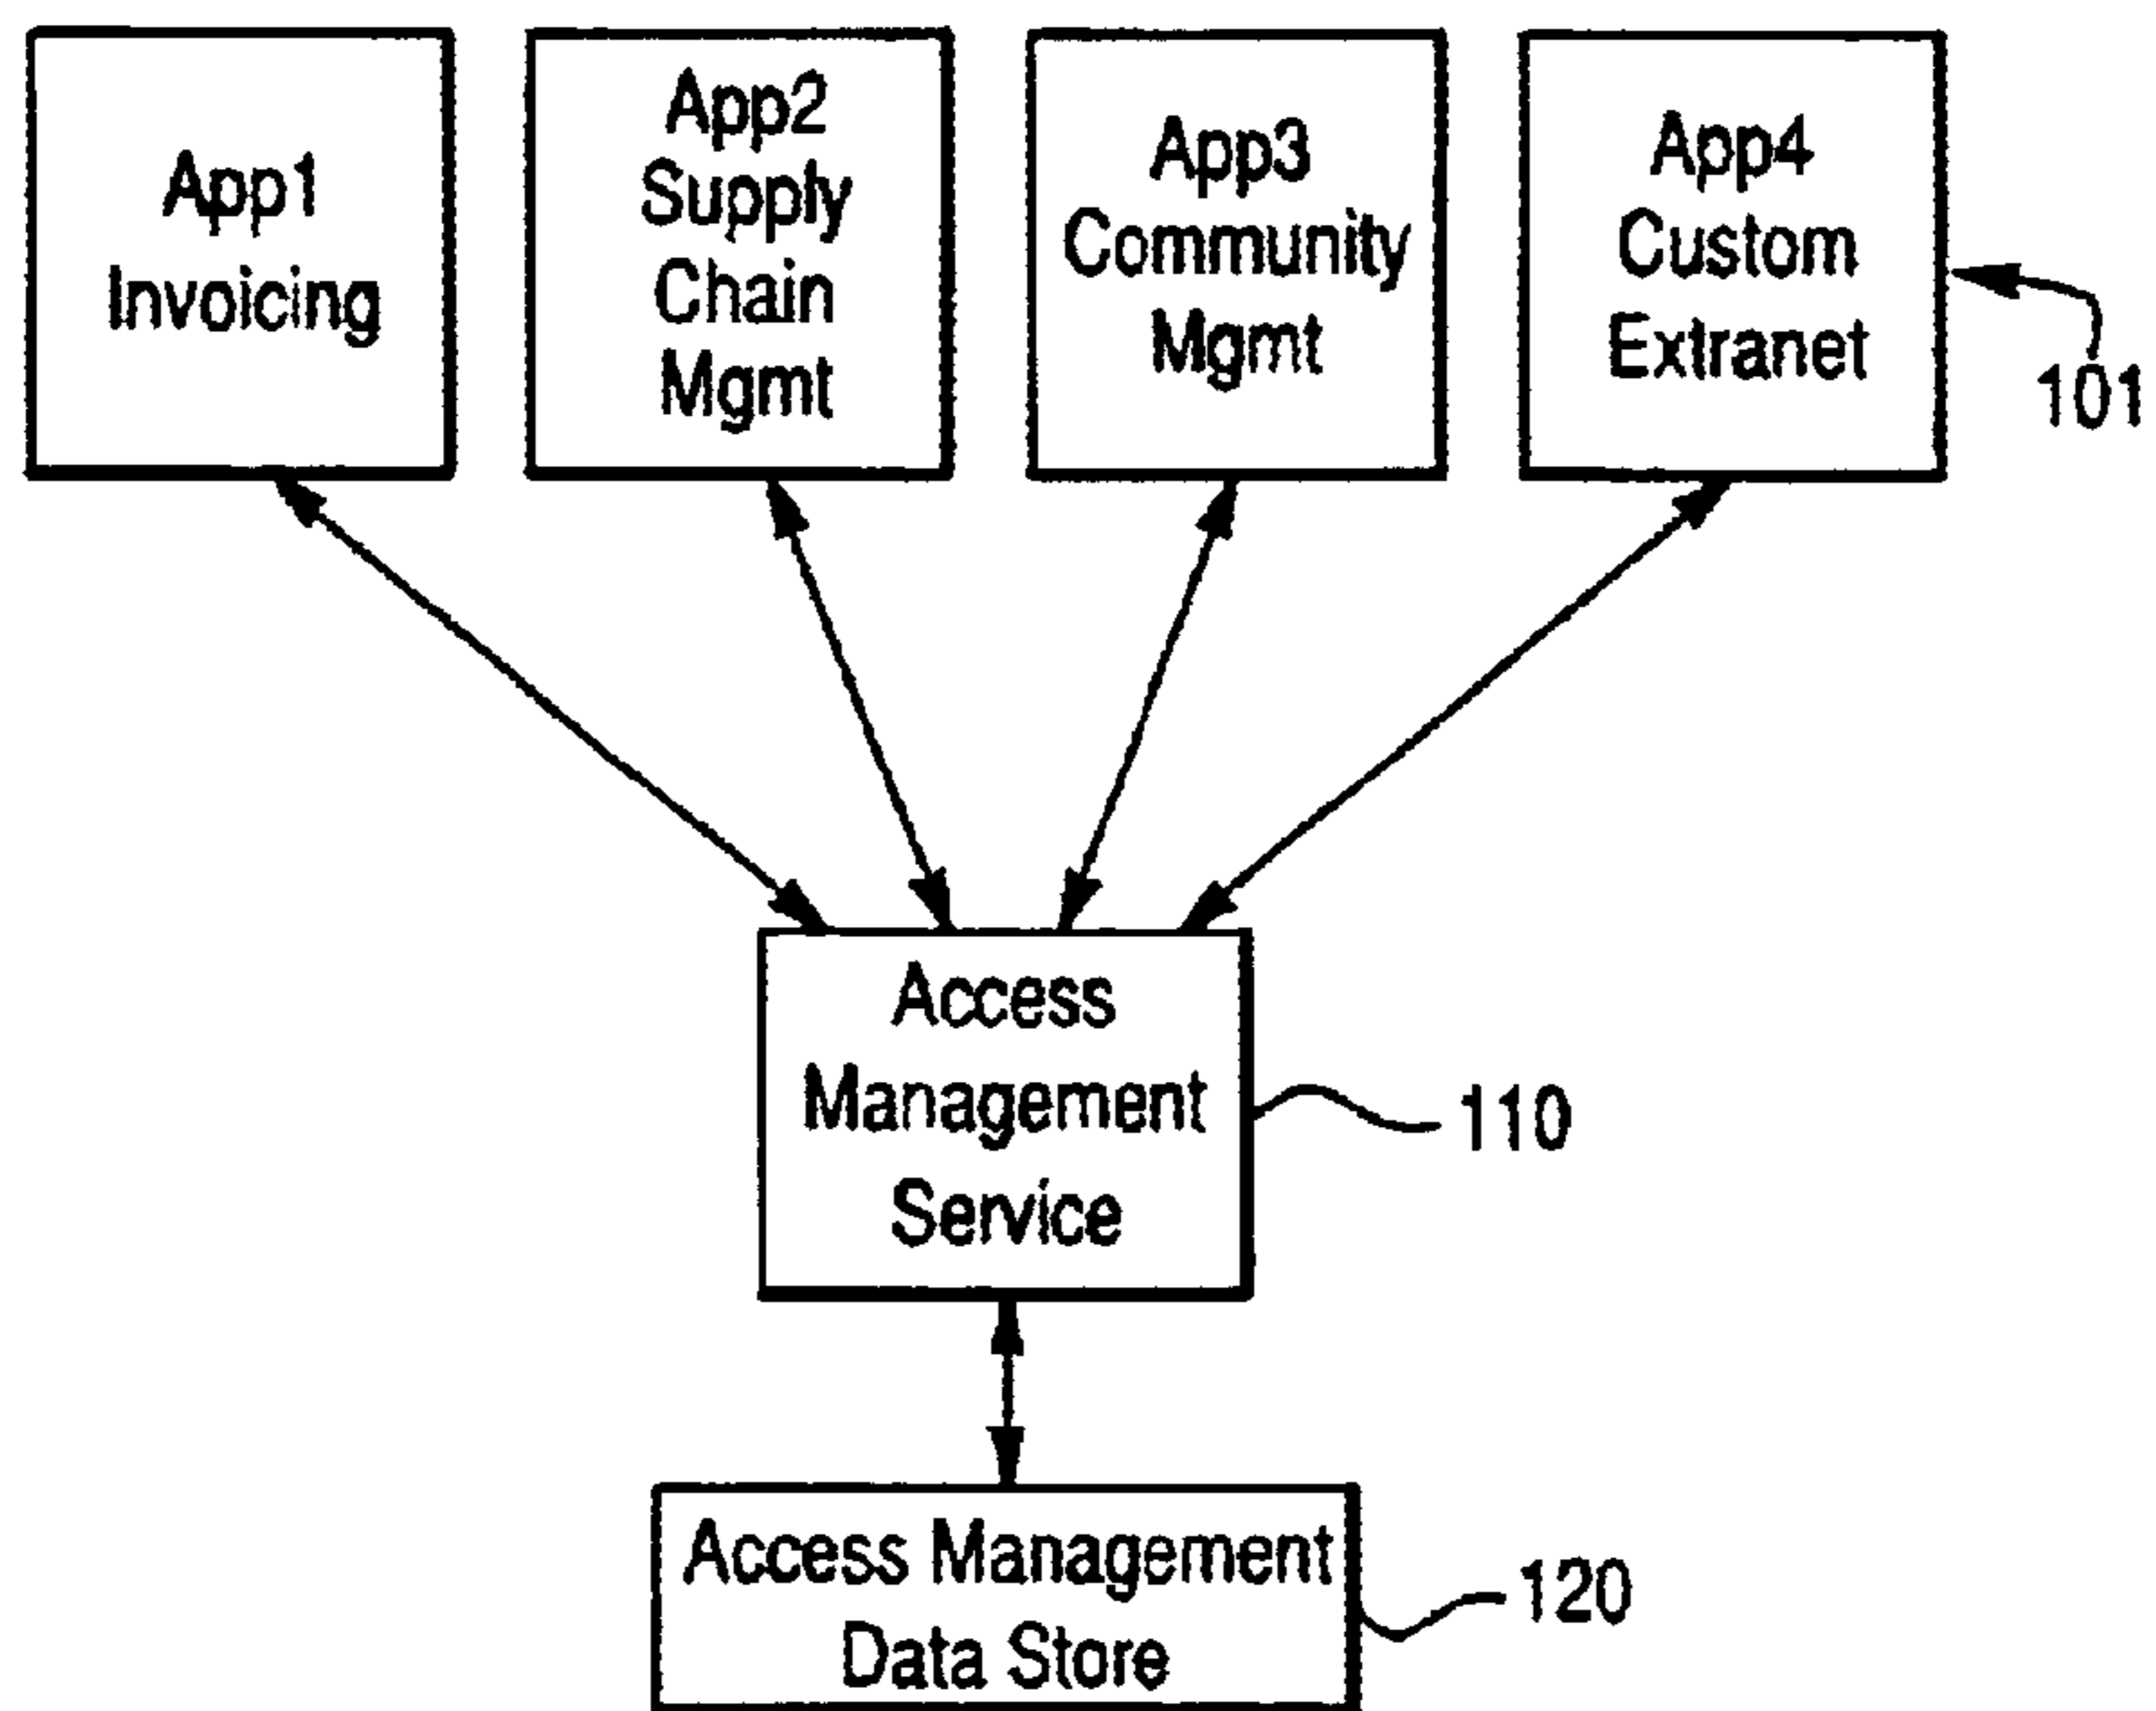 App1
Invoicing
App2
Supply
Chain
Mgmt
App3
Community
Mgmt
App4
Custom
Extranet
101
Access
Management
Service
110
Access Management
Data Store
120